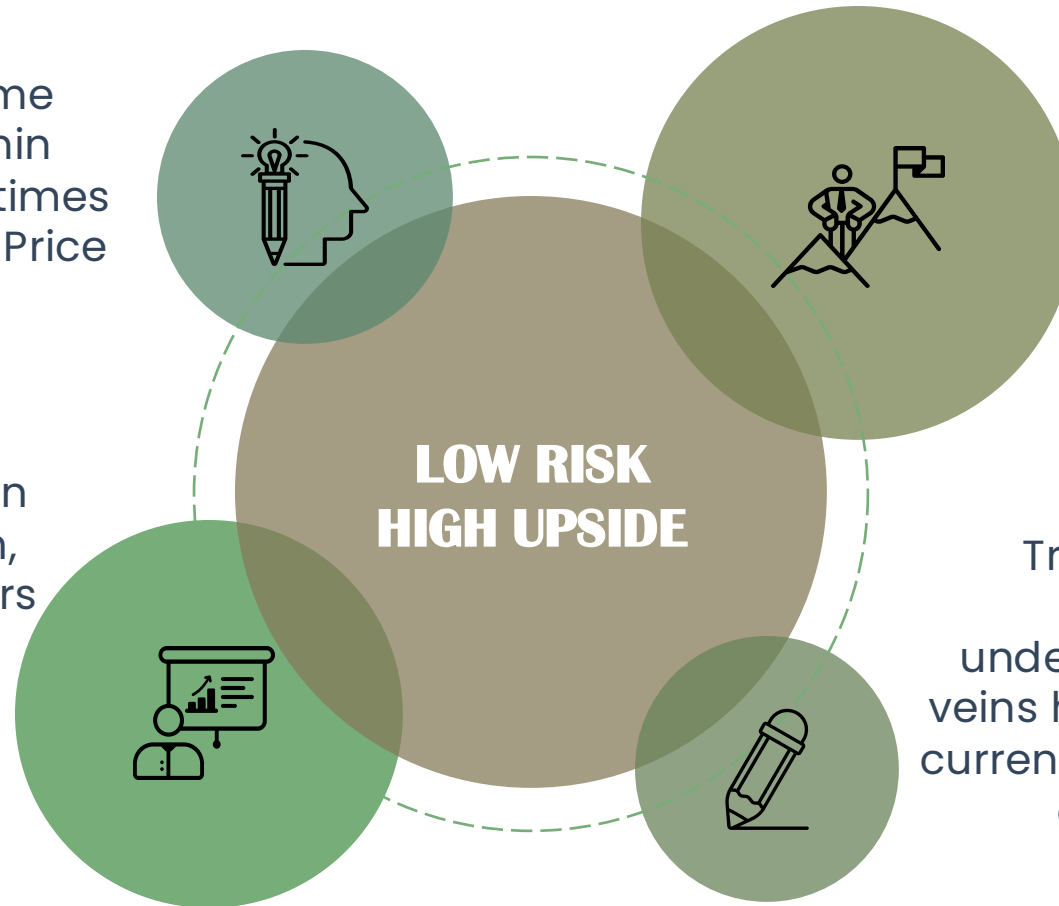 me
hin
times
Price
LOW RISK
HIGH UPSIDE
n
n,
rs
Tr
unde
veins h
curren